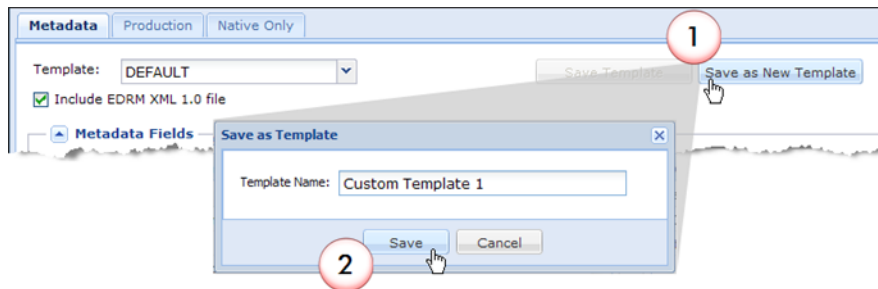 Metadata Production Native Only
1
Template: DEFAULT Save Template Save as New Template
Include EDRM XML 1.0 file
Metadata Fields
Save as Template
Template Name: Custom Template 1
Save Cancel
2